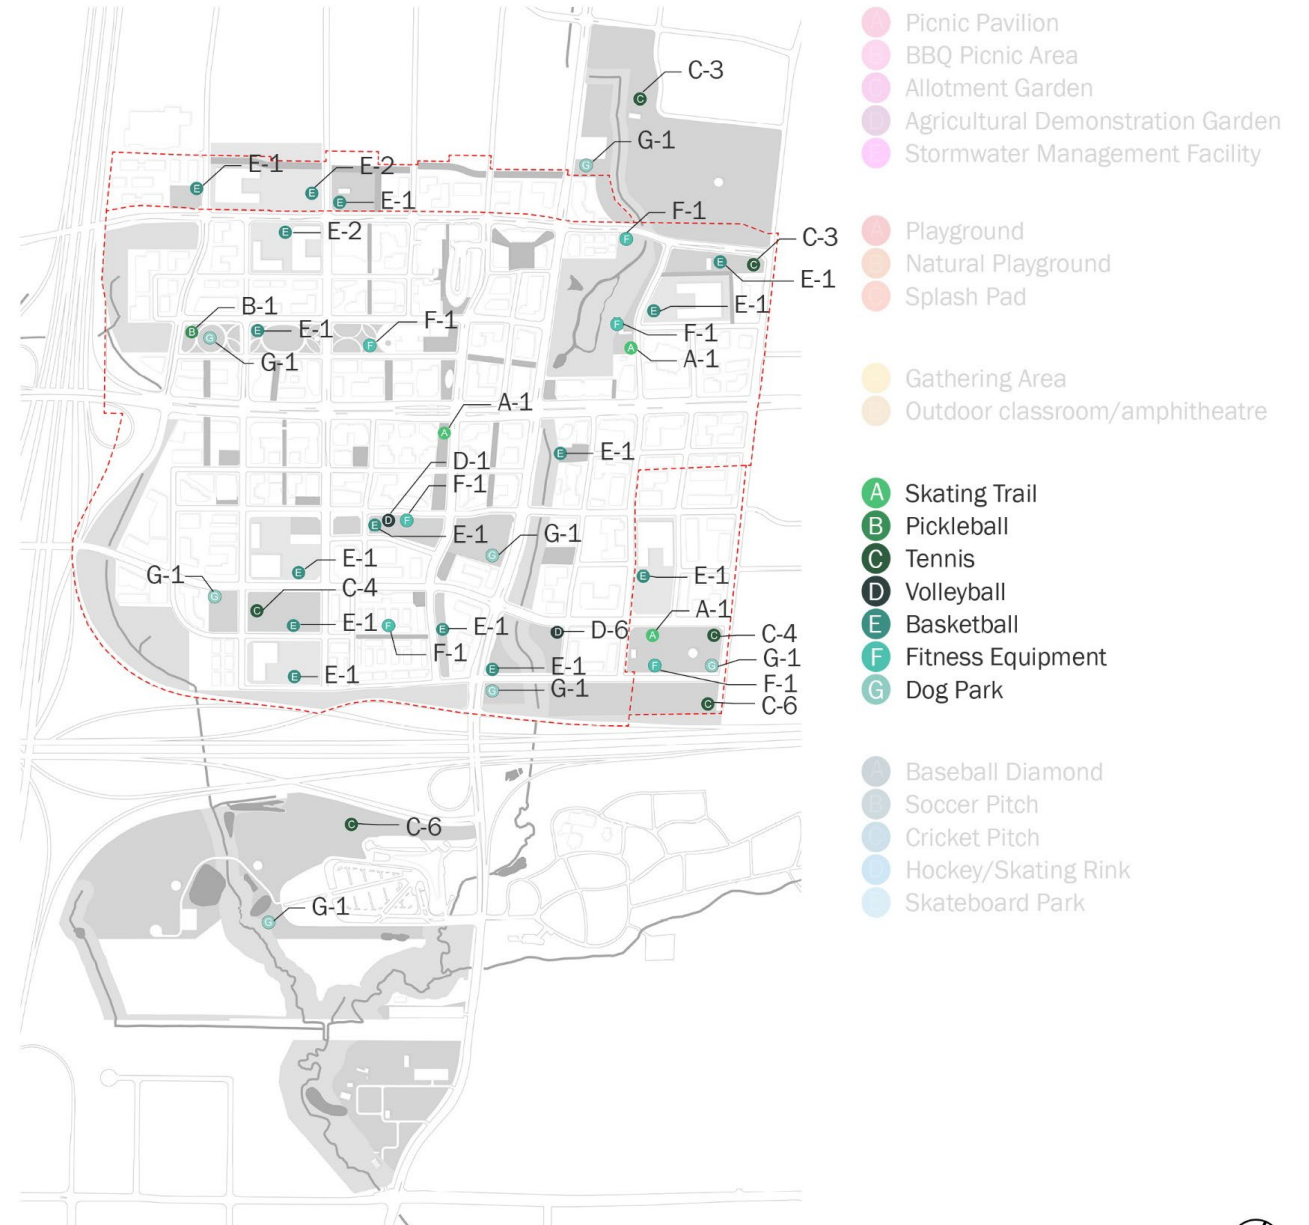 Picnic Pavilion
BBQ Picnic Area
Allotment Garden
Agricultural Demonstration Garden
Stormwater Management Facility
Playground
Natural Playground
Splash Pad
Gathering Area
Outdoor classroom/amphitheatre
A Skating Trail
B Pickleball
C Tennis
D Volleyball
E Basketball
F Fitness Equipment
G Dog Park
Baseball Diamond
Soccer Pitch
Cricket Pitch
Hockey/Skating Rink
Skateboard Park
C C-3
G G-1
E E-1
E E-2
E E-1
F F-1
E E-2
C C-3
E E-1
E E-1
B B-1
E E-1
F F-1
F F-1
G G-1
A A-1
A A-1
E E-1
D D-1
F F-1
E E-1
G G-1
E E-1
G G-1
E E-1
C C-4
A A-1
E E-1
E E-1
D D-6
C C-4
F F-1
G G-1
E E-1
E E-1
F F-1
G G-1
C C-6
C C-6
G G-1